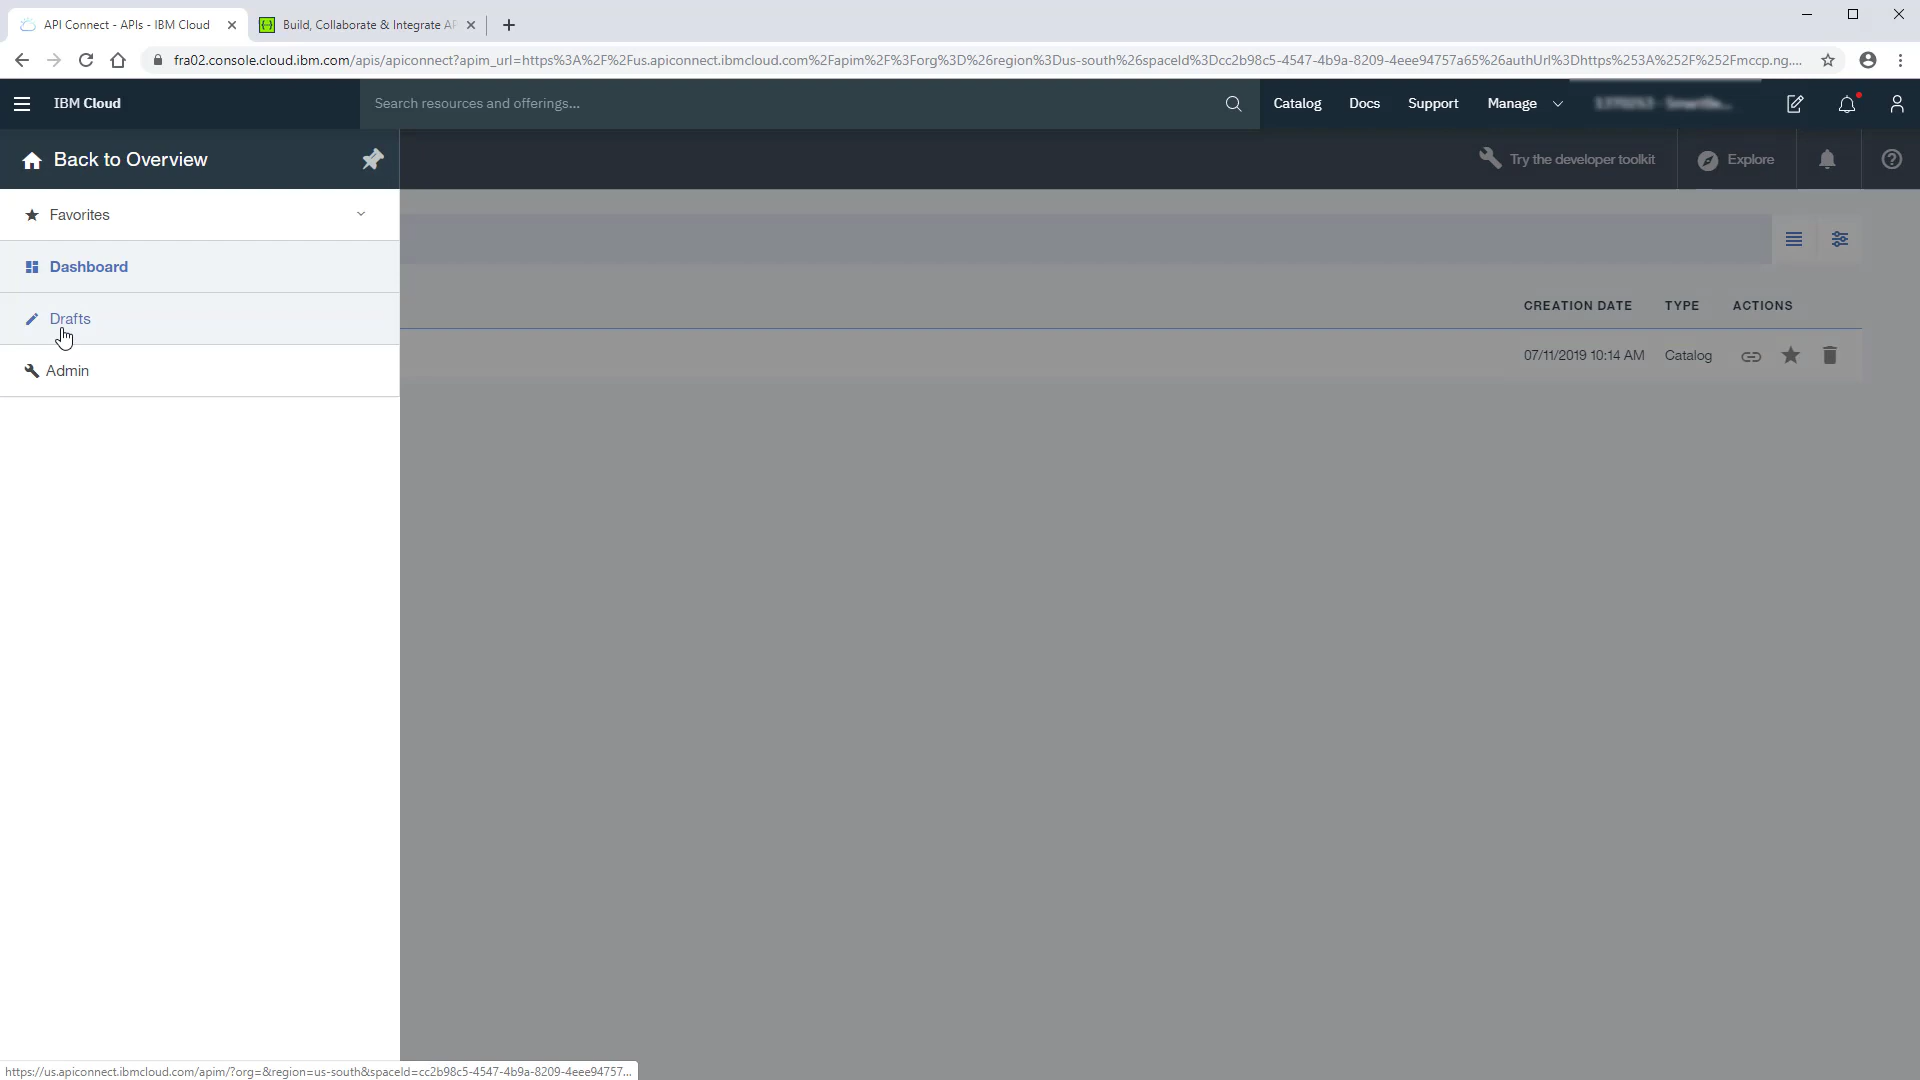 API Connect - APIs - IBM Cloud
Build, Collaborate & Integrate AP
fra02.console.cloud.ibm.com/apis/apiconnect?apim_url=https%3A%2F%2Fus.apiconnect.ibmcloud.com%2Fapim%2F%3Forg%3D%26region%3Dus-south%26spaceId%3Dcc2b98c5-4547-4b9a-8209-4eee94757a65%26authUrl%3Dhttps%253A%252F%252Fmccp.ng....
IBM Cloud
Search resources and offerings...
Catalog
Docs
Support
Manage
Back to Overview
Try the developer toolkit
Explore
Favorites
Dashboard
CREATION DATE TYPE ACTIONS
Drafts
07/11/2019 10:14 AM Catalog
Admin
https://us.apiconnect.ibmcloud.com/apim/?org=&region=us-south&spaceId=cc2b98c5-4547-4b9a-8209-4eee94757...